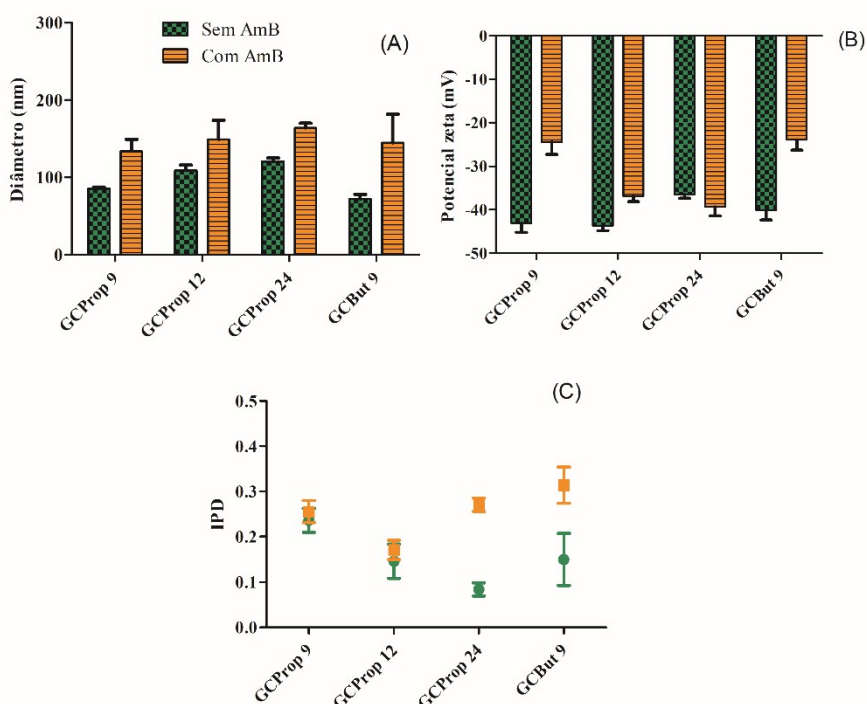 (A)
Sem AmB
Com AmB
Diâmetro (nm)
300
200
100
0
GCProp 9
GCProp 12
GCProp 24
GCBut 9
(B)
Potencial zeta (mV)
0
-10
-20
-30
-40
-50
GCProp 9
GCProp 12
GCProp 24
GCBut 9
(C)
IPD
0.5
0.4
0.3
0.2
0.1
0.0
GCProp 9
GCProp 12
GCProp 24
GCBut 9